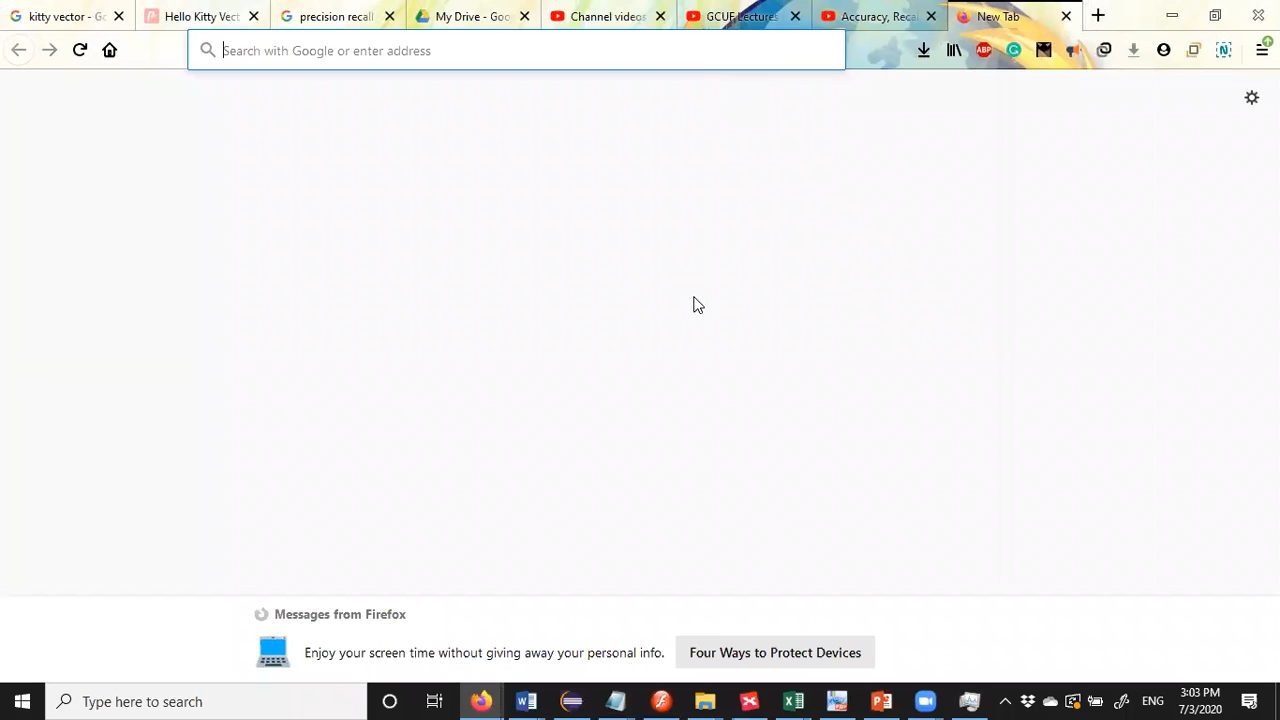 kitty vector - Go
Hello Kitty Vect
precision recall
My Drive - Goo
Channel videos
GCUF Lectures
Accuracy, Recal
New Tab
Search with Google or enter address
ABP
Messages from Firefox
Enjoy your screen time without giving away your personal info.
Four Ways to Protect Devices
Type here to search
ENG
3:03 PM
7/3/2020